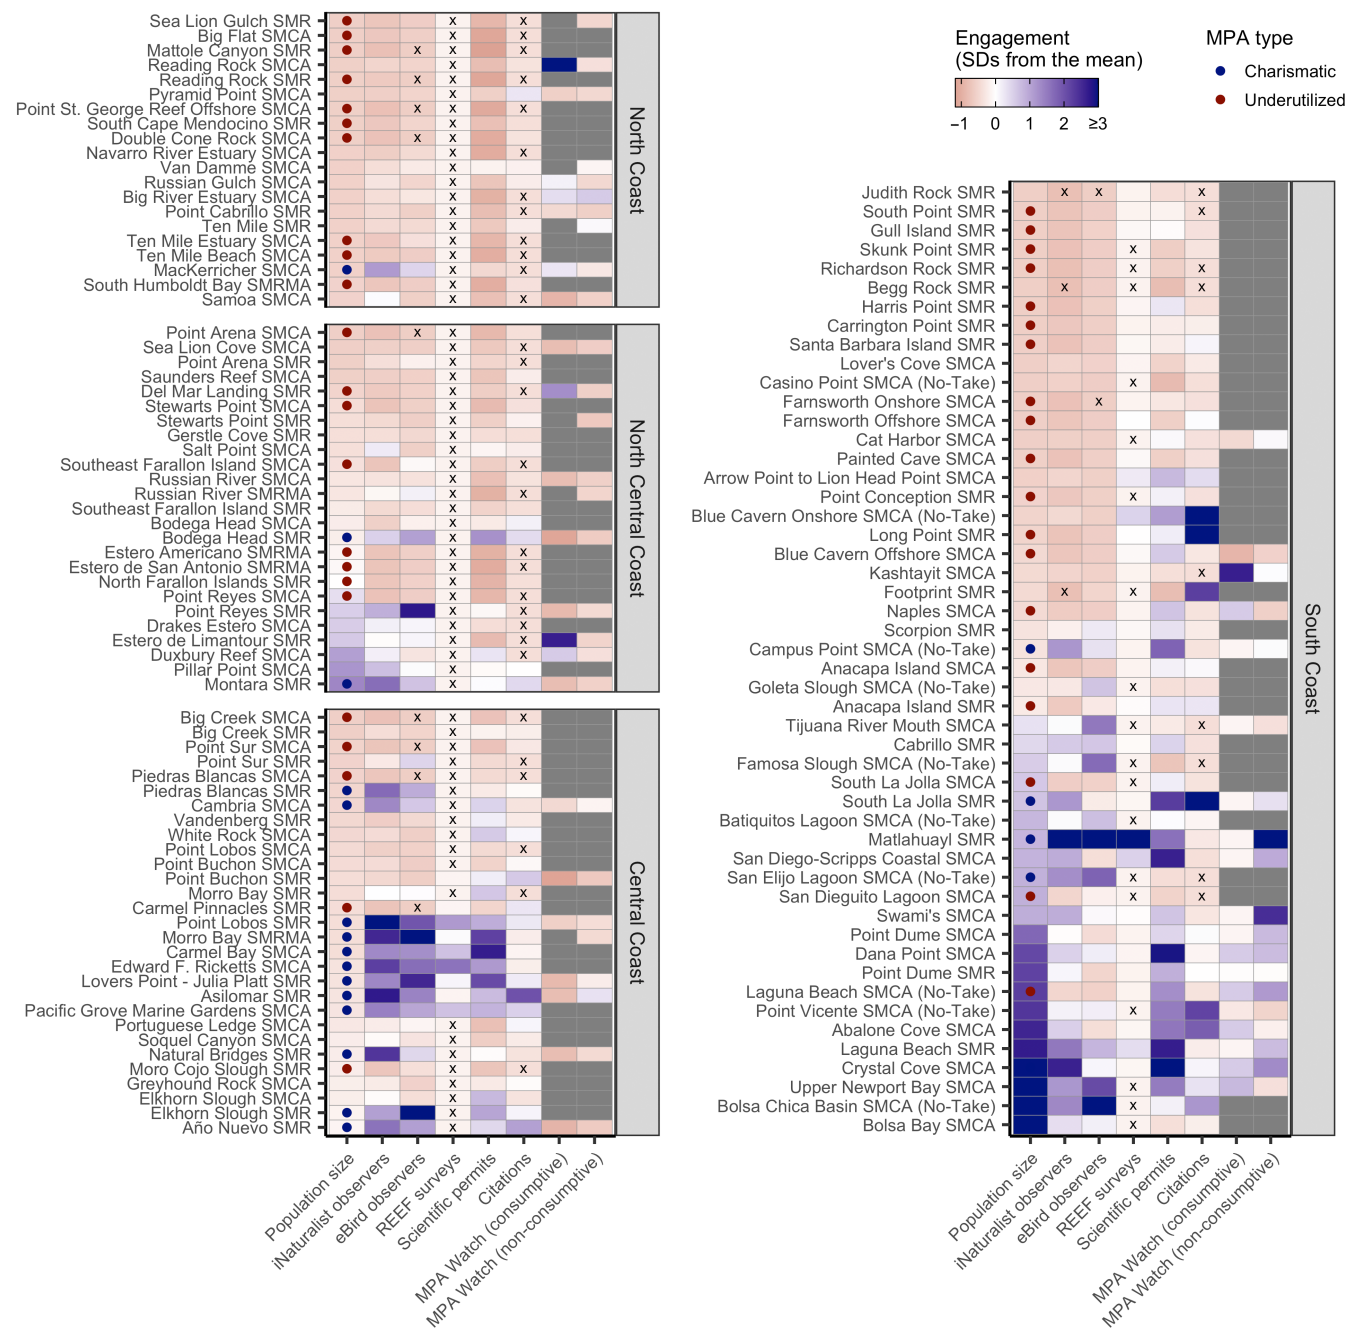 Sea Lion Gulch SMR
Big Flat SMCA
Mattole Canyon SMR
Reading Rock SMCA
Reading Rock SMR
Pyramid Point SMCA
Point St. George Reef Offshore SMCA
South Cape Mendocino SMR
Double Cone Rock SMCA
Navarro River Estuary SMCA
Van Damme SMCA
Russian Gulch SMCA
Big River Estuary SMCA
Point Cabrillo SMR
Ten Mile SMR
Ten Mile Estuary SMCA
Ten Mile Beach SMCA
MacKerricher SMCA
South Humboldt Bay SMRMA
Samoa SMCA
North Coast
Point Arena SMCA
Sea Lion Cove SMCA
Point Arena SMR
Saunders Reef SMCA
Del Mar Landing SMR
Stewarts Point SMCA
Stewarts Point SMR
Gerstle Cove SMR
Salt Point SMCA
Southeast Farallon Island SMCA
Russian River SMCA
Russian River SMRMA
Southeast Farallon Island SMR
Bodega Head SMCA
Bodega Head SMR
Estero Americano SMRMA
Estero de San Antonio SMRMA
North Farallon Islands SMR
Point Reyes SMCA
Point Reyes SMR
Drakes Estero SMCA
Estero de Limantour SMR
Duxbury Reef SMCA
Pillar Point SMCA
Montara SMR
North Central Coast
Big Creek SMCA
Big Creek SMR
Point Sur SMCA
Point Sur SMR
Piedras Blancas SMCA
Piedras Blancas SMR
Cambria SMCA
Vandenberg SMR
White Rock SMCA
Point Lobos SMCA
Point Buchon SMCA
Point Buchon SMR
Morro Bay SMR
Carmel Pinnacles SMR
Point Lobos SMR
Morro Bay SMRMA
Carmel Bay SMCA
Edward F. Ricketts SMCA
Lovers Point - Julia Platt SMR
Asilomar SMR
Pacific Grove Marine Gardens SMCA
Portuguese Ledge SMCA
Soquel Canyon SMCA
Natural Bridges SMR
Moro Cojo Slough SMR
Greyhound Rock SMCA
Elkhorn Slough SMCA
Elkhorn Slough SMR
Año Nuevo SMR
Central Coast
Population size
iNaturalist observers
eBird observers
REEF surveys
Scientific permits
Citations
MPA Watch (consumptive)
MPA Watch (non-consumptive)
Engagement
(SDs from the mean)
−1 0 1 2 ≥3
MPA type
Charismatic
Underutilized
Judith Rock SMR
South Point SMR
Gull Island SMR
Skunk Point SMR
Richardson Rock SMR
Begg Rock SMR
Harris Point SMR
Carrington Point SMR
Santa Barbara Island SMR
Lover's Cove SMCA
Casino Point SMCA (No-Take)
Farnsworth Onshore SMCA
Farnsworth Offshore SMCA
Cat Harbor SMCA
Painted Cave SMCA
Arrow Point to Lion Head Point SMCA
Point Conception SMR
Blue Cavern Onshore SMCA (No-Take)
Long Point SMR
Blue Cavern Offshore SMCA
Kashtayit SMCA
Footprint SMR
Naples SMCA
Scorpion SMR
Campus Point SMCA (No-Take)
Anacapa Island SMCA
Goleta Slough SMCA (No-Take)
Anacapa Island SMR
Tijuana River Mouth SMCA
Cabrillo SMR
Famosa Slough SMCA (No-Take)
South La Jolla SMCA
South La Jolla SMR
Batiquitos Lagoon SMCA (No-Take)
Matlahuayl SMR
San Diego-Scripps Coastal SMCA
San Elijo Lagoon SMCA (No-Take)
San Dieguito Lagoon SMCA
Swami's SMCA
Point Dume SMCA
Dana Point SMCA
Point Dume SMR
Laguna Beach SMCA (No-Take)
Point Vicente SMCA (No-Take)
Abalone Cove SMCA
Laguna Beach SMR
Crystal Cove SMCA
Upper Newport Bay SMCA
Bolsa Chica Basin SMCA (No-Take)
Bolsa Bay SMCA
South Coast
Population size
iNaturalist observers
eBird observers
REEF surveys
Scientific permits
Citations
MPA Watch (consumptive)
MPA Watch (non-consumptive)